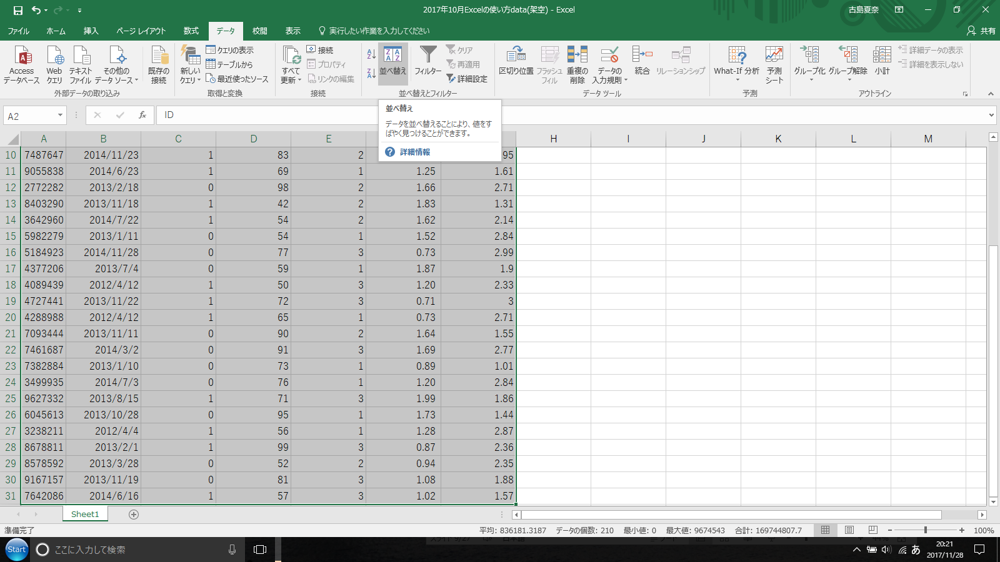 2017年10月Excelの使い方data(架空) - Excel
古島夏奈
ファイル ホーム 挿入 ページ レイアウト 数式 データ 校閲 表示 実行したい作業を入力してください 共有
Access データベース
Web クエリ
テキスト ファイル
その他の データ ソース
既存の 接続
外部データの取り込み
新しい クエリ
クエリの表示
テーブルから
最近使ったソース
取得と変換
すべて 更新
接続
プロパティ
リンクの編集
接続
並べ替え
フィルター
クリア
再適用
詳細設定
並べ替えとフィルター
区切り位置
フラッシュ フィル
重複の 削除
データの 入力規則
統合
リレーションシップ
データ ツール
What-If 分析
予測 シート
予測
グループ化
グループ解除
小計
詳細データの表示
詳細を表示しない
アウトライン
A2
fx
ID
並べ替え
データを並べ替えることにより、値をす
ばやく見つけることができます。
? 詳細情報
A B C D E H I J K L M
10 7487647 2014/11/23 1 83 2 95
11 9055838 2014/6/23 1 69 1 1.25 1.61
12 2772282 2013/2/18 0 98 2 1.66 2.71
13 8403290 2013/11/18 1 42 2 1.83 1.31
14 3642960 2014/7/22 1 54 2 1.62 2.14
15 5982279 2013/1/11 0 54 1 1.52 2.84
16 5184923 2014/11/28 0 77 3 0.73 2.99
17 4377206 2013/7/4 0 59 1 1.87 1.9
18 4089439 2012/4/12 1 50 3 1.20 2.33
19 4727441 2013/11/22 1 72 3 0.71 3
20 4288988 2012/4/12 1 65 1 0.73 2.71
21 7093444 2013/11/11 0 90 2 1.64 1.55
22 7461687 2014/3/2 0 91 3 1.69 2.77
23 7382884 2013/1/10 0 73 1 0.89 1.01
24 3499935 2014/7/3 0 76 1 1.20 2.84
25 9627332 2013/8/15 1 71 3 1.99 1.86
26 6045613 2013/10/28 0 95 1 1.73 1.44
27 3238211 2012/4/4 1 56 1 1.28 2.87
28 8678811 2013/2/1 1 99 3 0.87 2.36
29 8578592 2013/3/28 0 52 2 0.94 2.35
30 9167157 2013/11/19 0 81 3 1.08 1.88
31 7642086 2014/6/16 1 57 3 1.02 1.57
Sheet1
準備完了 平均: 836181.3187 データの個数: 210 最小値: 0 最大値: 9674543 合計: 169744807.7 100%
Start ここに入力して検索 あ
20:21
2017/11/28